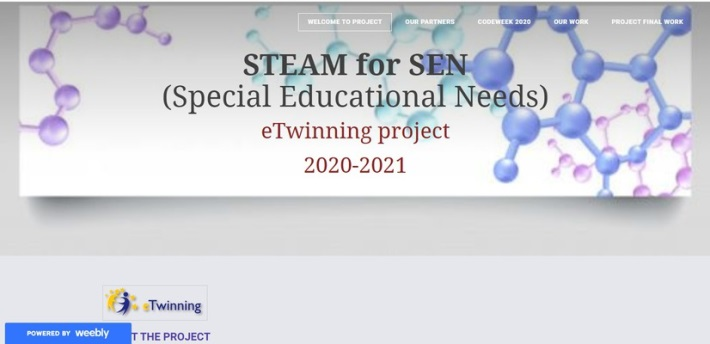 WELCOME TO PROJECT OUR PARTNERS CODEWEEK 2020 OUR WORK PROJECT FINAL WORK
STEAM for SEN
(Special Educational Needs)
eTwinning project
2020-2021
eTwinning
POWERED BY weebly
T THE PROJECT